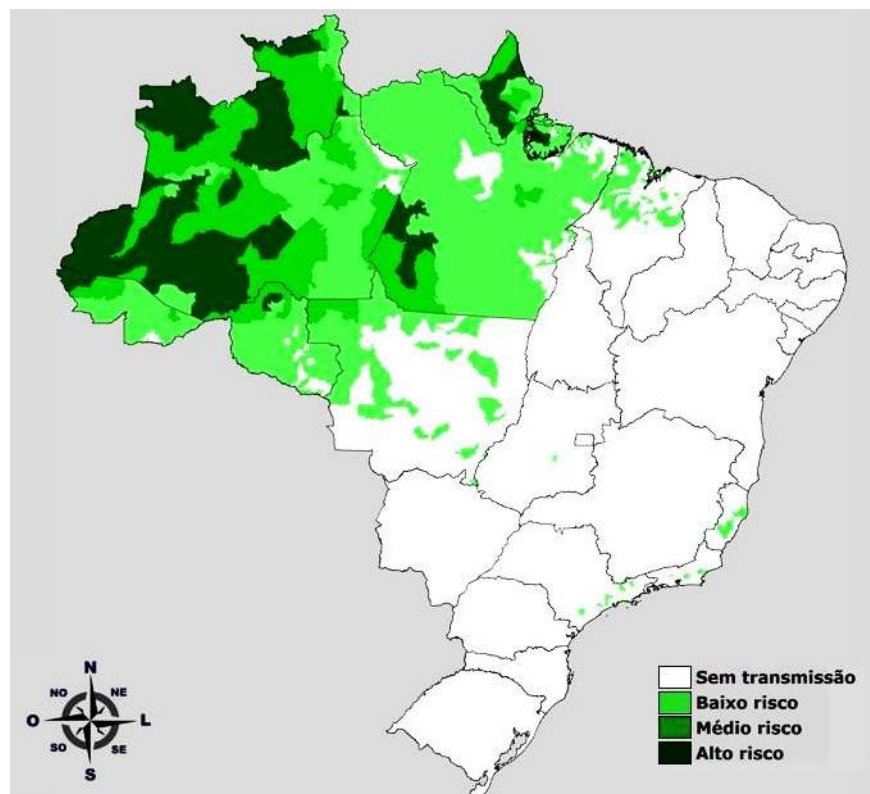 N
NO NE
O L
SO SE
S
Sem transmissão
Baixo risco
Médio risco
Alto risco